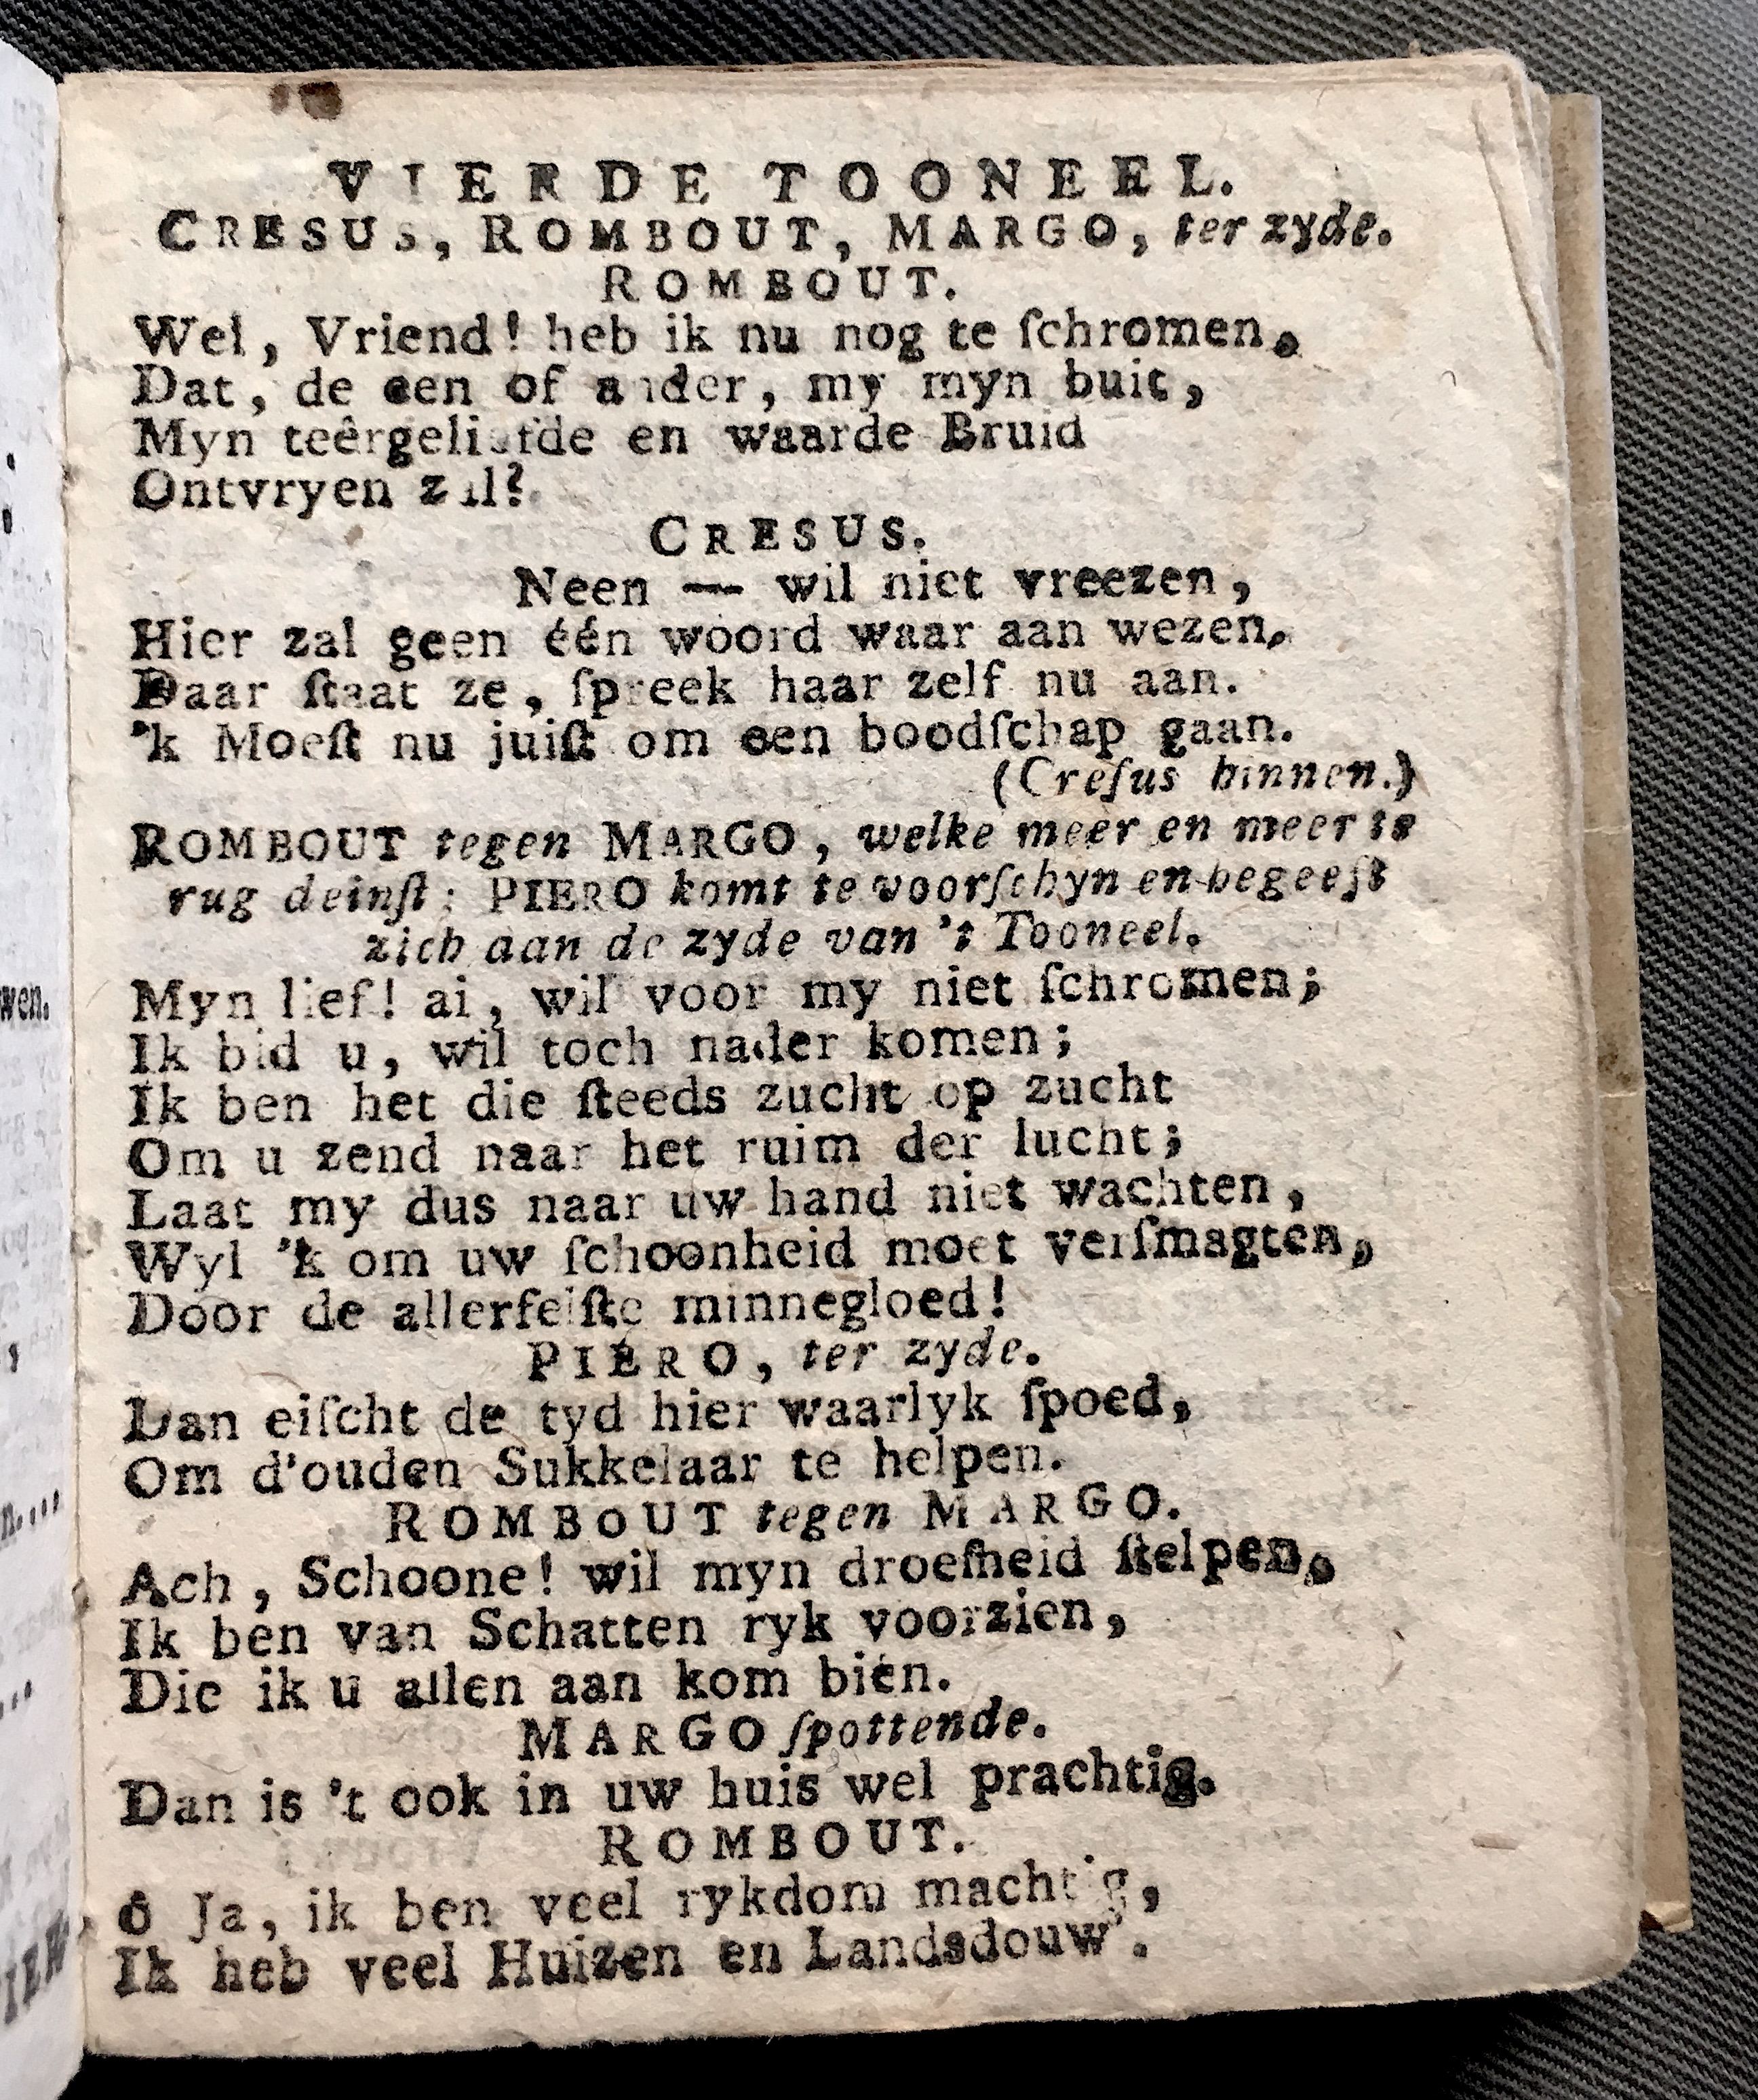 VIERDE TOONEEL.
CRESUS, ROMBOUT, MARGO, ter zyde.
ROMBOUT.
Wel, Vriend! heb ik nu nog te ſchromen,
Dat, de een of ander, my myn buit,
Myn teêrgeliefde en waarde Bruid
Ontvryen zal?
CRESUS.
Neen — wil niet vreezen,
Hier zal geen één woord waar aan wezen,
Daar ſtaat ze, ſpreek haar zelf nu aan.
'k Moeſt nu juiſt om een boodſchap gaan.
(Creſus binnen.)
ROMBOUT tegen MARGO, welke meer en meer te
rug deinſt; PIERO komt te voorſchyn en begeeft
zich aan de zyde van 't Tooneel.
Myn lief! ai, wil voor my niet ſchromen;
Ik bid u, wil toch nader komen;
Ik ben het die ſteeds zucht op zucht
Om u zend naar het ruim der lucht;
Laat my dus naar uw hand niet wachten,
Wyl 'k om uw ſchoonheid moet verſmagten,
Door de allerfelſte minnegloed!
PIERO, ter zyde.
Dan eiſcht de tyd hier waarlyk ſpoed,
Om d'ouden Sukkelaar te helpen.
ROMBOUT tegen MARGO.
Ach, Schoone! wil myn droefheid ſtelpen,
Ik ben van Schatten ryk voorzien,
Die ik u allen aan kom biên.
MARGO ſpottende.
Dan is 't ook in uw huis wel prachtig.
ROMBOUT.
ô Ja, ik ben veel rykdom machtig,
Ik heb veel Huizen en Landsdouw'.
wen.